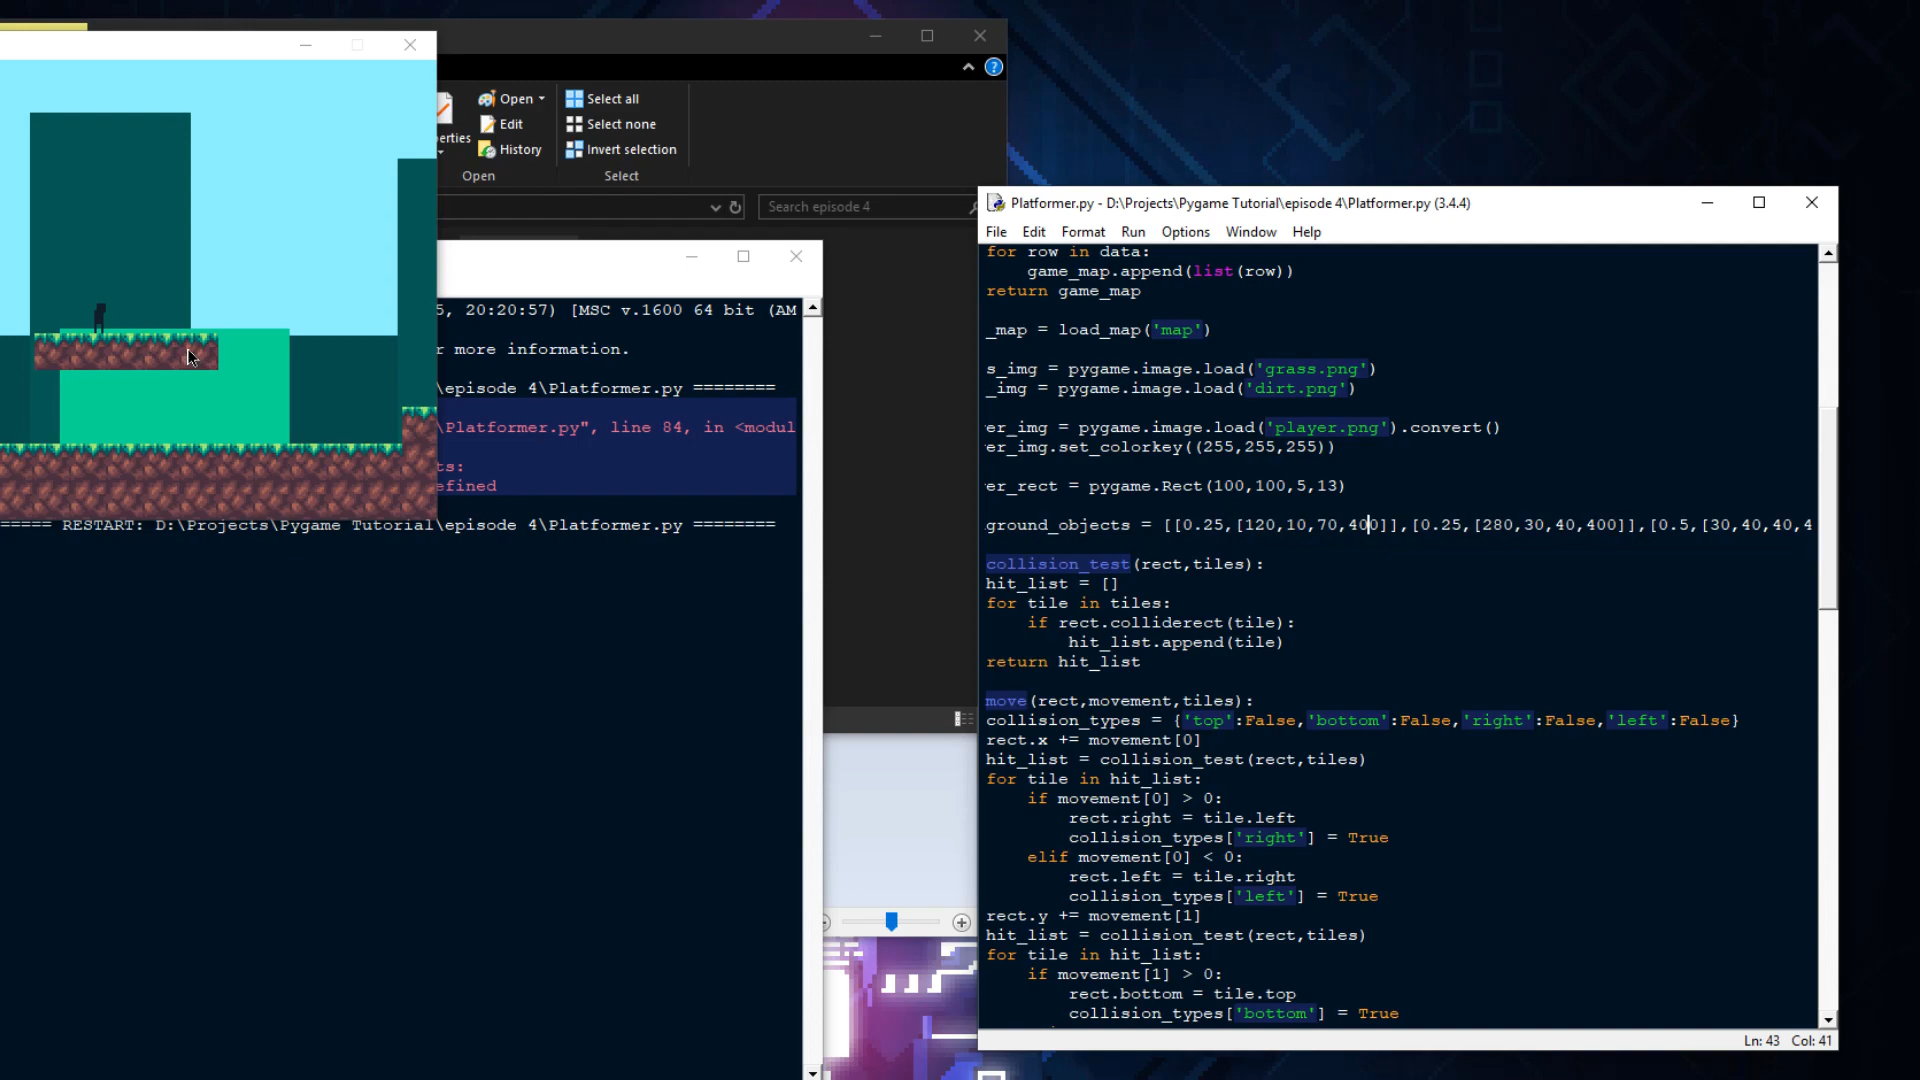 Open
Select all
erties
Edit
Select none
History
Invert selection
Open
Select
Search episode 4
5, 20:20:57) [MSC v.1600 64 bit (AM
r more information.
\episode 4\Platformer.py ========
\Platformer.py", line 84, in <modul
ts:
efined
===== RESTART: D:\Projects\Pygame Tutorial\episode 4\Platformer.py ========
Platformer.py - D:\Projects\Pygame Tutorial\episode 4\Platformer.py (3.4.4)
File Edit Format Run Options Window Help
for row in data:
game_map.append(list(row))
return game_map
_map = load_map('map')
s_img = pygame.image.load('grass.png')
_img = pygame.image.load('dirt.png')
er_img = pygame.image.load('player.png').convert()
er_img.set_colorkey((255,255,255))
er_rect = pygame.Rect(100,100,5,13)
ground_objects = [[0.25,[120,10,70,400]],[0.25,[280,30,40,400]],[0.5,[30,40,40,4
collision_test(rect,tiles):
hit_list = []
for tile in tiles:
if rect.colliderect(tile):
hit_list.append(tile)
return hit_list
move(rect,movement,tiles):
collision_types = {'top':False,'bottom':False,'right':False,'left':False}
rect.x += movement[0]
hit_list = collision_test(rect,tiles)
for tile in hit_list:
if movement[0] > 0:
rect.right = tile.left
collision_types['right'] = True
elif movement[0] < 0:
rect.left = tile.right
collision_types['left'] = True
rect.y += movement[1]
hit_list = collision_test(rect,tiles)
for tile in hit_list:
if movement[1] > 0:
rect.bottom = tile.top
collision_types['bottom'] = True
Ln: 43 Col: 41